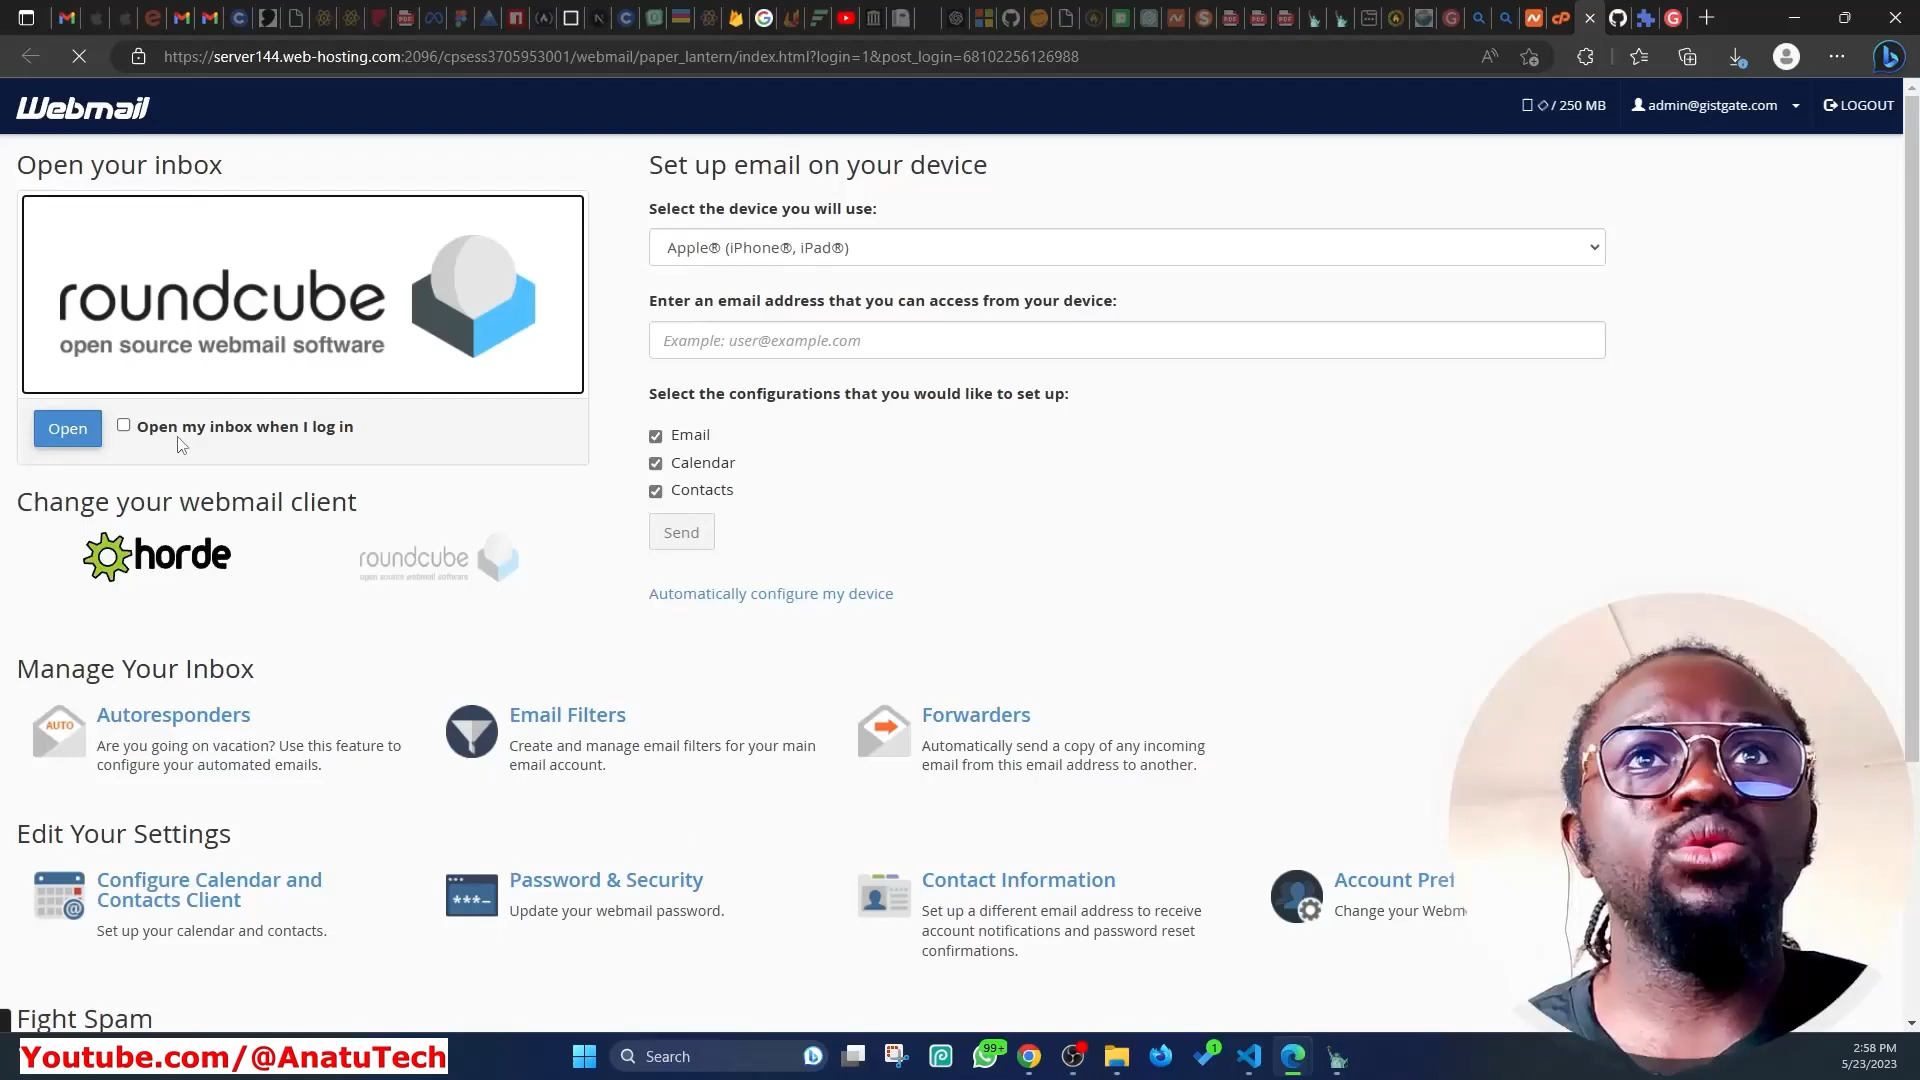 https://server144.web-hosting.com:2096/cpsess3705953001/webmail/paper_lantern/index.html?login=1&post_login=68102256126988
Webmail
/ 250 MB
admin@gistgate.com
LOGOUT
Open your inbox
roundcube
open source webmail software
Open
Open my inbox when I log in
Change your webmail client
horde
roundcube
open source webmail software
Set up email on your device
Select the device you will use:
Apple® (iPhone®, iPad®)
Enter an email address that you can access from your device:
Example: user@example.com
Select the configurations that you would like to set up:
Email
Calendar
Contacts
Send
Automatically configure my device
Manage Your Inbox
AUTO
Autoresponders
Are you going on vacation? Use this feature to
configure your automated emails.
Email Filters
Create and manage email filters for your main
email account.
Forwarders
Automatically send a copy of any incoming
email from this email address to another.
Edit Your Settings
Configure Calendar and
Contacts Client
Set up your calendar and contacts.
Password & Security
Update your webmail password.
Contact Information
Set up a different email address to receive
account notifications and password reset
confirmations.
Account Pref
Change your Webm
Fight Spam
Youtube.com/@AnatuTech
Search
99+
1
2:58 PM
5/23/2023